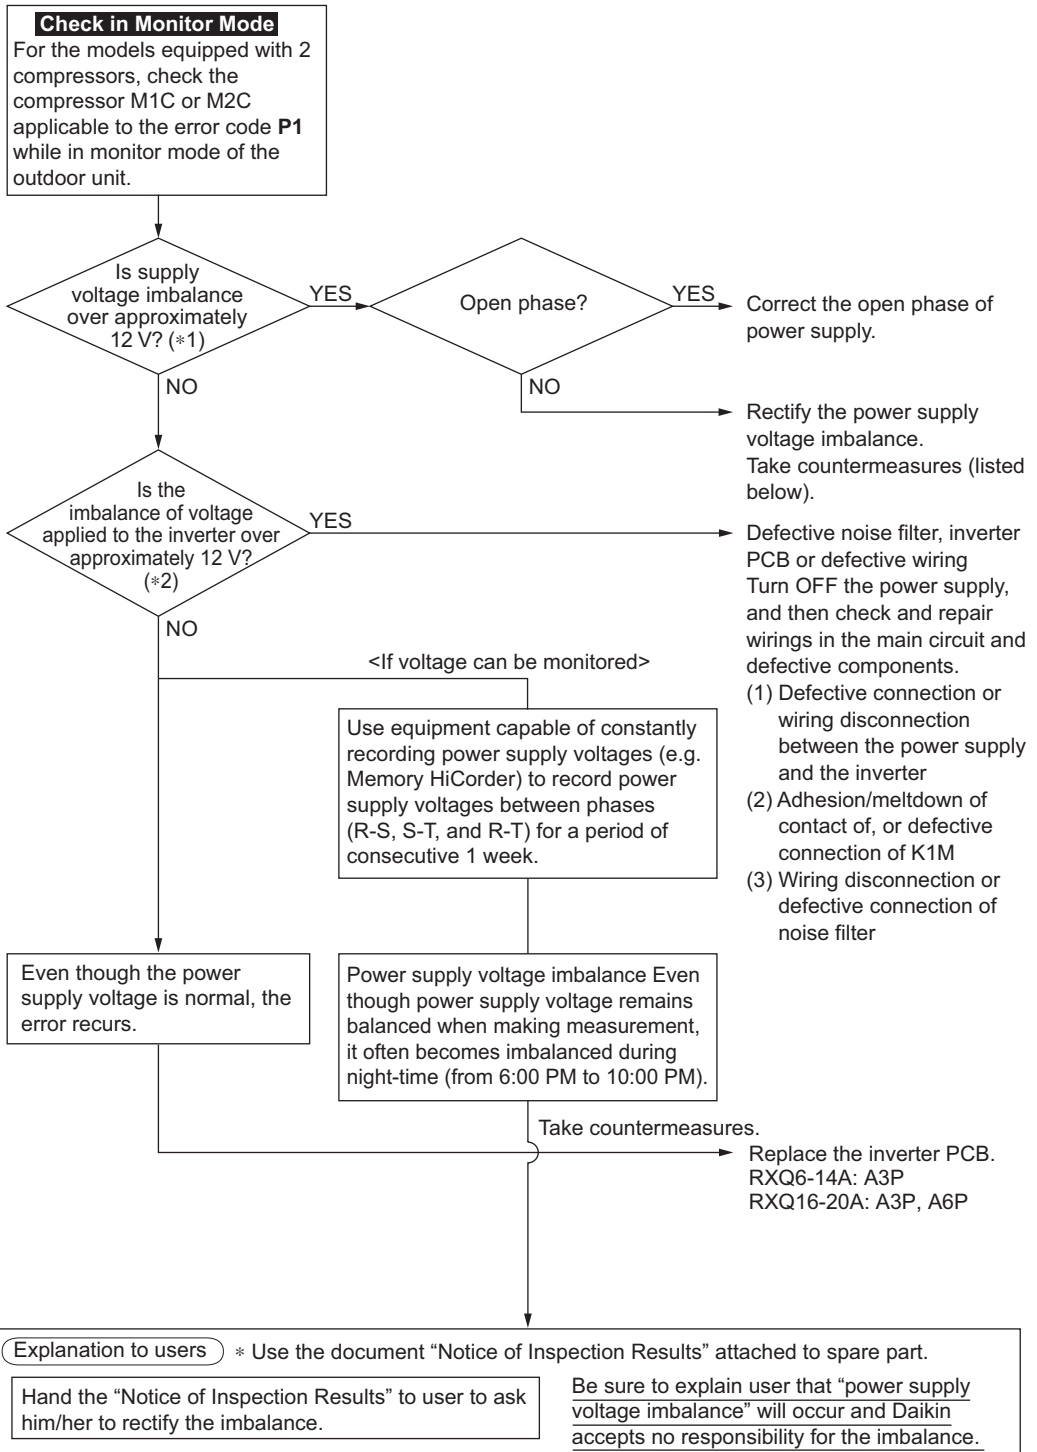 Check in Monitor Mode
For the models equipped with 2
compressors, check the
compressor M1C or M2C
applicable to the error code P1
while in monitor mode of the
outdoor unit.
Is supply
voltage imbalance
over approximately
12 V? (*1)
YES
NO
Open phase?
YES
Correct the open phase of
power supply.
NO
Rectify the power supply
voltage imbalance.
Take countermeasures (listed
below).
Is the
imbalance of voltage
applied to the inverter over
approximately 12 V?
(*2)
YES
Defective noise filter, inverter
PCB or defective wiring
Turn OFF the power supply,
and then check and repair
wirings in the main circuit and
defective components.
(1) Defective connection or
wiring disconnection
between the power supply
and the inverter
(2) Adhesion/meltdown of
contact of, or defective
connection of K1M
(3) Wiring disconnection or
defective connection of
noise filter
NO
<If voltage can be monitored>
Use equipment capable of constantly
recording power supply voltages (e.g.
Memory HiCorder) to record power
supply voltages between phases
(R-S, S-T, and R-T) for a period of
consecutive 1 week.
Even though the power
supply voltage is normal, the
error recurs.
Power supply voltage imbalance Even
though power supply voltage remains
balanced when making measurement,
it often becomes imbalanced during
night-time (from 6:00 PM to 10:00 PM).
Take countermeasures.
Replace the inverter PCB.
RXQ6-14A: A3P
RXQ16-20A: A3P, A6P
Explanation to users * Use the document “Notice of Inspection Results” attached to spare part.
Hand the “Notice of Inspection Results” to user to ask
him/her to rectify the imbalance.
Be sure to explain user that “power supply
voltage imbalance” will occur and Daikin
accepts no responsibility for the imbalance.